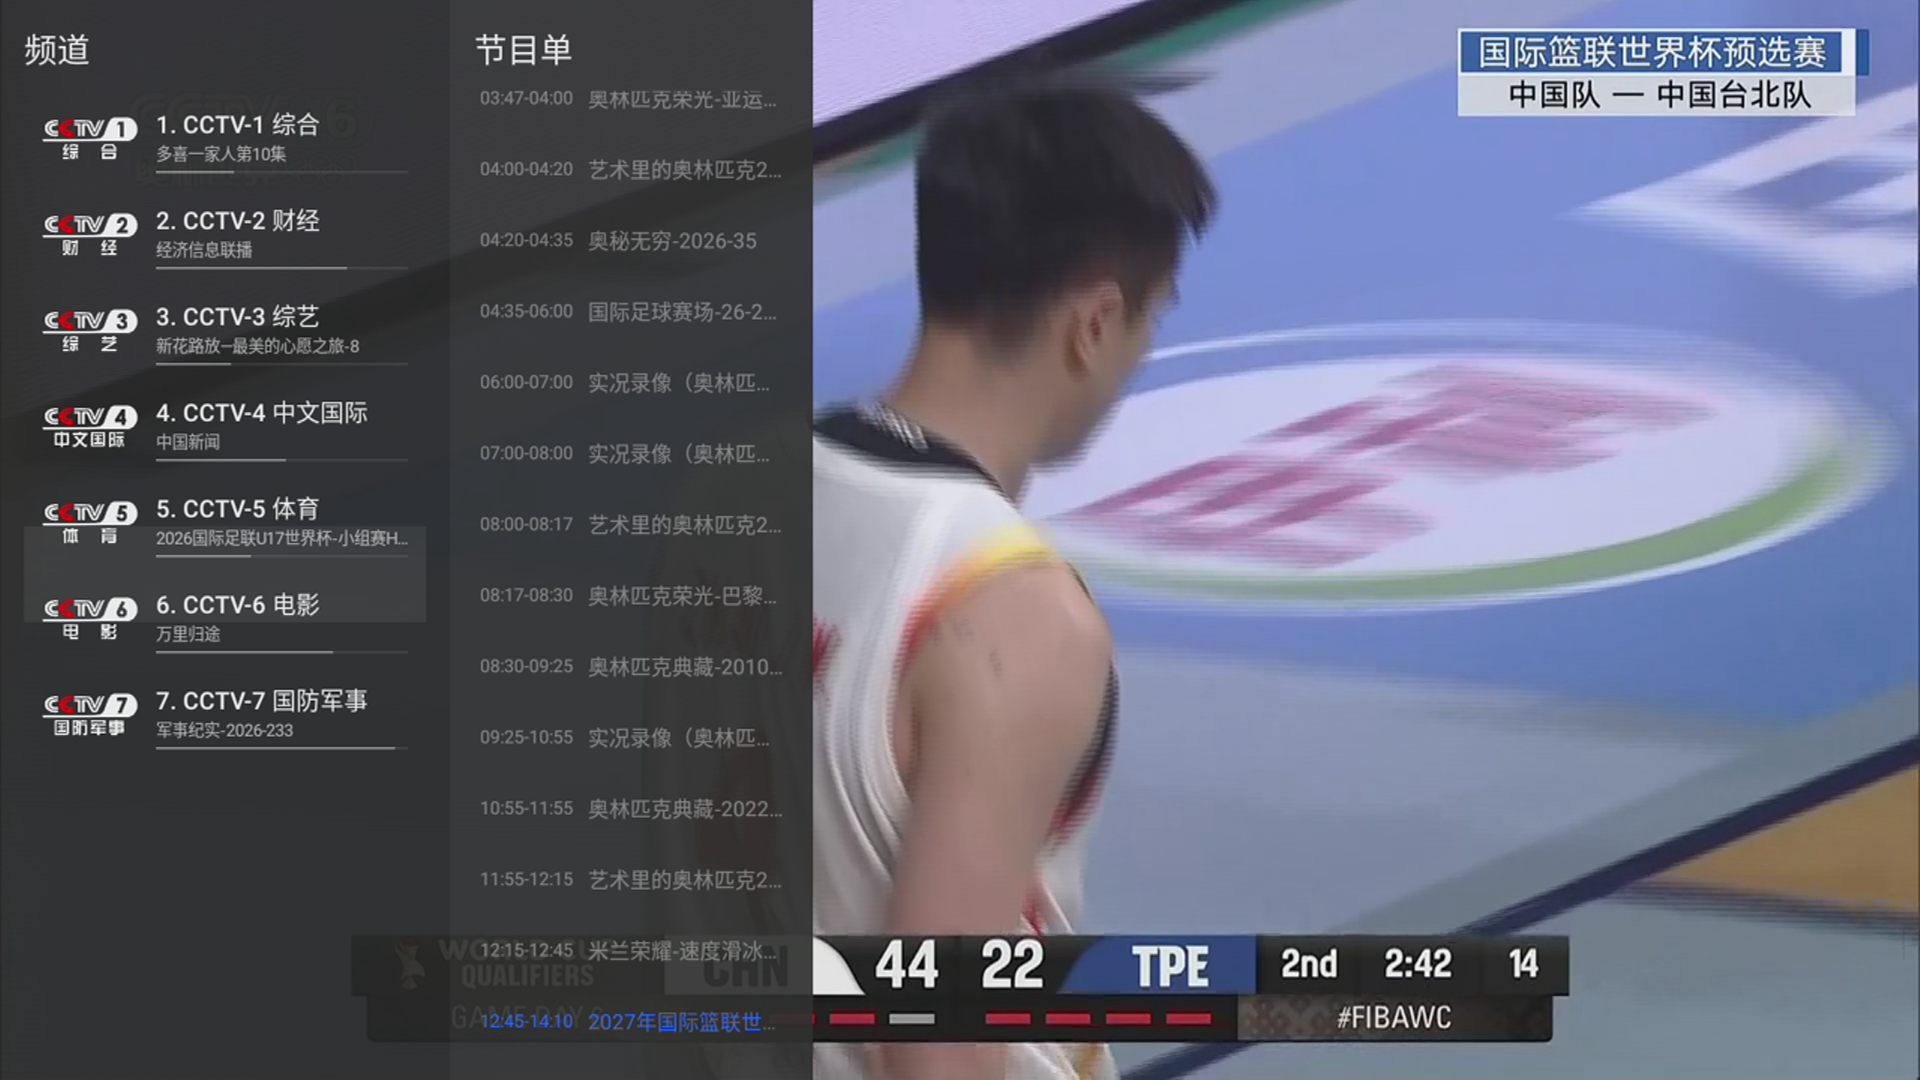 频道
CCTV 1
综 合
1. CCTV-1 综合
多喜一家人第10集
CCTV 2
财 经
2. CCTV-2 财经
经济信息联播
CCTV 3
综 艺
3. CCTV-3 综艺
新花路放—最美的心愿之旅-8
CCTV 4
中文国际
4. CCTV-4 中文国际
中国新闻
CCTV 5
体 育
5. CCTV-5 体育
2026国际足联U17世界杯-小组赛H...
CCTV 6
电 影
6. CCTV-6 电影
万里归途
CCTV 7
国防军事
7. CCTV-7 国防军事
军事纪实-2026-233
节目单
03:47-04:00 奥林匹克荣光-亚运...
04:00-04:20 艺术里的奥林匹克2...
04:20-04:35 奥秘无穷-2026-35
04:35-06:00 国际足球赛场-26-2...
06:00-07:00 实况录像（奥林匹...
07:00-08:00 实况录像（奥林匹...
08:00-08:17 艺术里的奥林匹克2...
08:17-08:30 奥林匹克荣光-巴黎...
08:30-09:25 奥林匹克典藏-2010...
09:25-10:55 实况录像（奥林匹...
10:55-11:55 奥林匹克典藏-2022...
11:55-12:15 艺术里的奥林匹克2...
12:15-12:45 米兰荣耀-速度滑冰...
12:45-14:10 2027年国际篮联世...
国际篮联世界杯预选赛
中国队 — 中国台北队
QUALIFIERS
CHN 44 22 TPE 2nd 2:42 14
GAME DAY
#FIBAWC